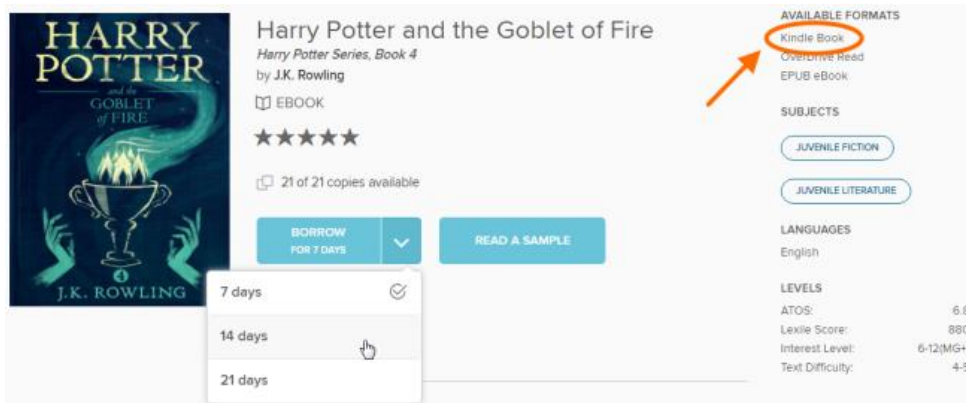 HARRY
POTTER
and the
GOBLET
of FIRE
4
J.K. ROWLING
Harry Potter and the Goblet of Fire
Harry Potter Series, Book 4
by J.K. Rowling
EBOOK
21 of 21 copies available
BORROW
FOR 7 DAYS
READ A SAMPLE
7 days
14 days
21 days
AVAILABLE FORMATS
Kindle Book
OverDrive Read
EPUB eBook
SUBJECTS
JUVENILE FICTION
JUVENILE LITERATURE
LANGUAGES
English
LEVELS
ATOS: 6.8
Lexile Score: 880
Interest Level: 6-12(MG+
Text Difficulty: